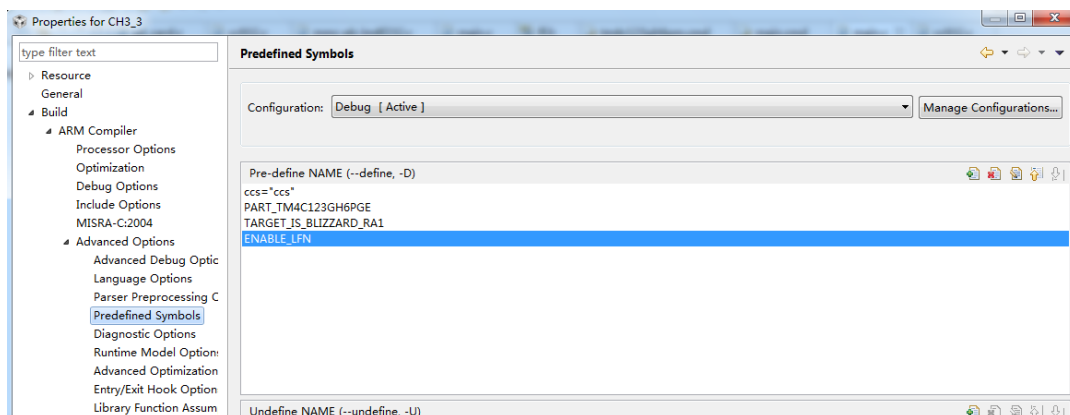 Properties for CH3_3
type filter text
Resource
General
Build
ARM Compiler
Processor Options
Optimization
Debug Options
Include Options
MISRA-C:2004
Advanced Options
Advanced Debug Optic
Language Options
Parser Preprocessing C
Predefined Symbols
Diagnostic Options
Runtime Model Option
Advanced Optimization
Entry/Exit Hook Option
Library Function Assum
Predefined Symbols
Configuration: Debug [ Active ] Manage Configurations...
Pre-define NAME (--define, -D)
ccs="ccs"
PART_TM4C123GH6PGE
TARGET_IS_BLIZZARD_RA1
ENABLE_LFN
Undefine NAME (--undefine, -U)